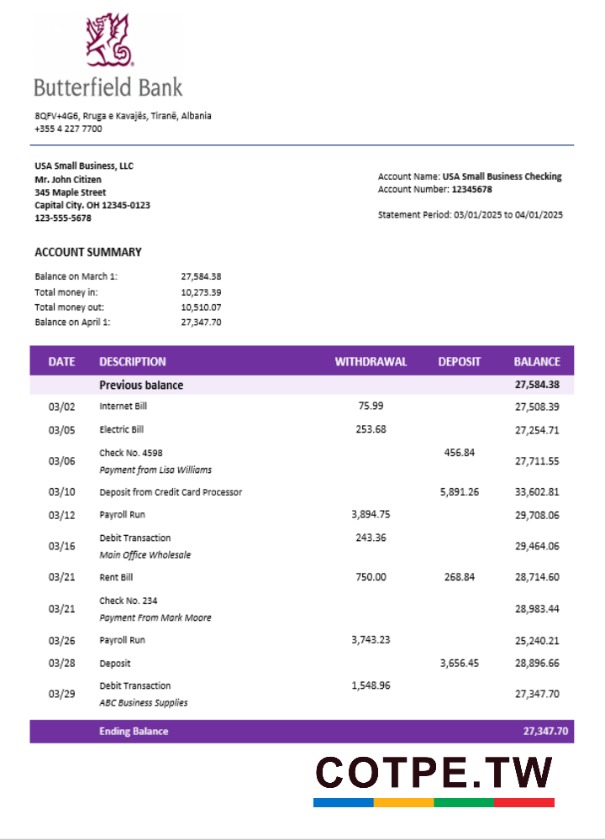 Butterfield Bank
8QFV+4G6, Rruga e Kavajës, Tiranë, Albania
+355 4 227 7700
USA Small Business, LLC
Mr. John Citizen
345 Maple Street
Capital City. OH 12345-0123
123-555-5678
Account Name: USA Small Business Checking
Account Number: 12345678
Statement Period: 03/01/2025 to 04/01/2025
ACCOUNT SUMMARY
Balance on March 1: 27,584.38
Total money in: 10,273.39
Total money out: 10,510.07
Balance on April 1: 27,347.70
DATE DESCRIPTION WITHDRAWAL DEPOSIT BALANCE
Previous balance 27,584.38
03/02 Internet Bill 75.99 27,508.39
03/05 Electric Bill 253.68 27,254.71
03/06 Check No. 4598 456.84 27,711.55
Payment from Lisa Williams
03/10 Deposit from Credit Card Processor 5,891.26 33,602.81
03/12 Payroll Run 3,894.75 29,708.06
03/16 Debit Transaction 243.36 29,464.06
Main Office Wholesale
03/21 Rent Bill 750.00 268.84 28,714.60
03/21 Check No. 234 28,983.44
Payment From Mark Moore
03/26 Payroll Run 3,743.23 25,240.21
03/28 Deposit 3,656.45 28,896.66
03/29 Debit Transaction 1,548.96 27,347.70
ABC Business Supplies
Ending Balance 27,347.70
COTPE.TW